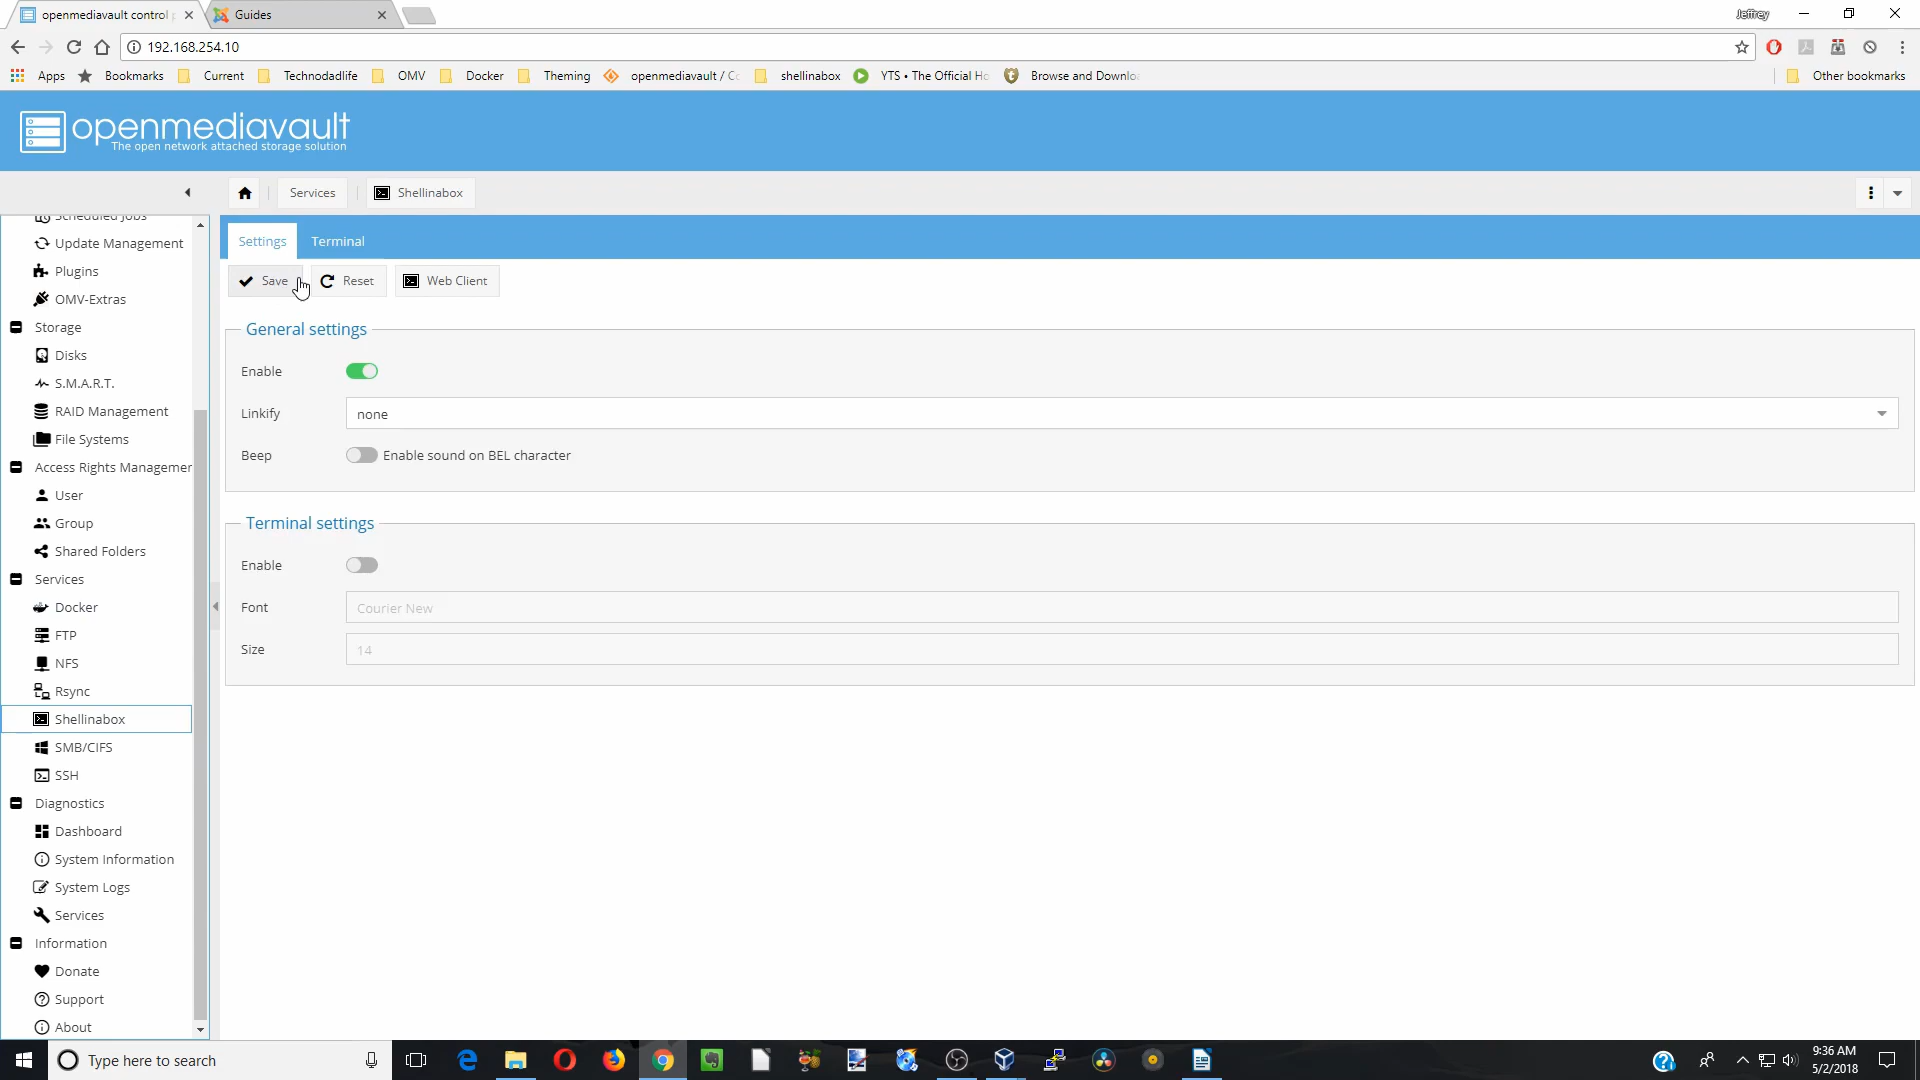 openmediavault control p
Guides
Jeffrey
192.168.254.10
Apps
Bookmarks
Current
Technodadlife
OMV
Docker
Theming
openmediavault / Co
shellinabox
YTS • The Official Ho
Browse and Downloa
Other bookmarks
openmediavault
The open network attached storage solution
Services
Shellinabox
Scheduled Jobs
Update Management
Plugins
OMV-Extras
Storage
Disks
S.M.A.R.T.
RAID Management
File Systems
Access Rights Managemen
User
Group
Shared Folders
Services
Docker
FTP
NFS
Rsync
Shellinabox
SMB/CIFS
SSH
Diagnostics
Dashboard
System Information
System Logs
Services
Information
Donate
Support
About
Settings
Terminal
Save
Reset
Web Client
General settings
Enable
Linkify
none
Beep
Enable sound on BEL character
Terminal settings
Enable
Font
Courier New
Size
14
Type here to search
9:36 AM
5/2/2018